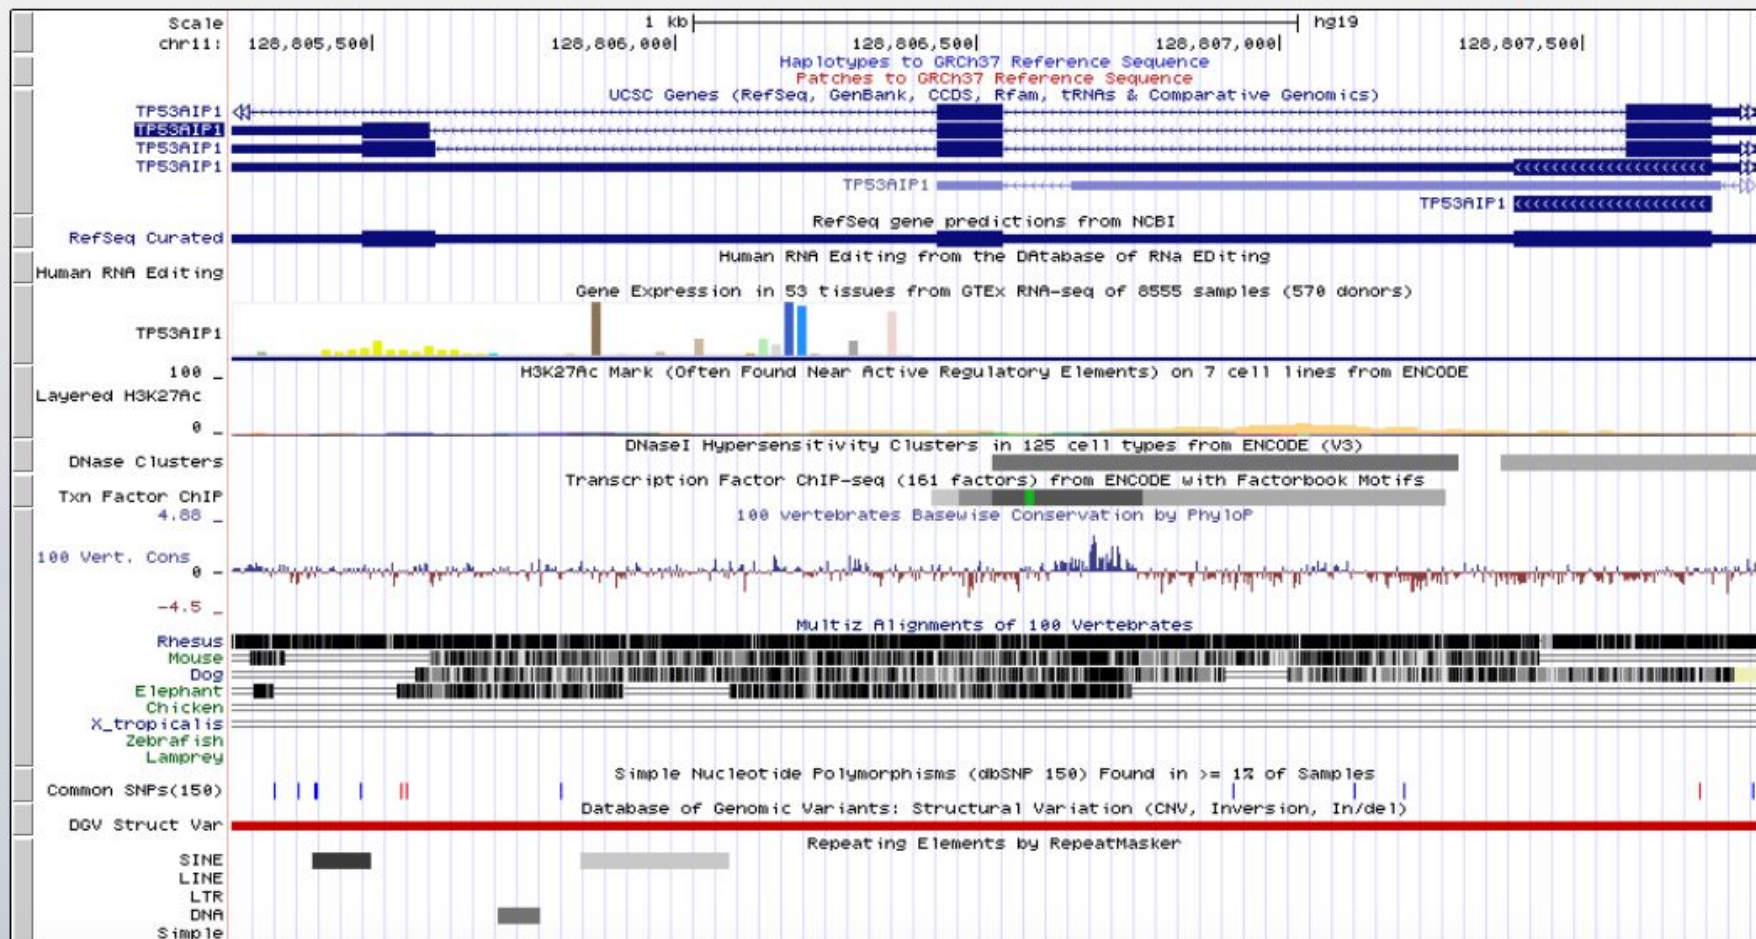 Scale 1 kb hg19
chr11: 128,805,500| 128,806,000| 128,806,500| 128,807,000| 128,807,500|
Haplotypes to GRCh37 Reference Sequence
Patches to GRCh37 Reference Sequence
UCSC Genes (RefSeq, GenBank, CCDS, Rfam, tRNAs & Comparative Genomics)
TP53AIP1
TP53AIP1
TP53AIP1
TP53AIP1
TP53AIP1
TP53AIP1
RefSeq gene predictions from NCBI
RefSeq Curated
Human RNA Editing from the DAtabase of RNa EDiting
Human RNA Editing
Gene Expression in 53 tissues from GTEx RNA-seq of 8555 samples (570 donors)
TP53AIP1
H3K27Ac Mark (Often Found Near Active Regulatory Elements) on 7 cell lines from ENCODE
100 _
Layered H3K27Ac
0 _
DNaseI Hypersensitivity Clusters in 125 cell types from ENCODE (V3)
DNase Clusters
Transcription Factor ChIP-seq (161 factors) from ENCODE with Factorbook Motifs
Txn Factor ChIP
100 vertebrates Basewise Conservation by PhyloP
4.88 _
100 Vert. Cons
0 -
-4.5 _
Multiz Alignments of 100 Vertebrates
Rhesus
Mouse
Dog
Elephant
Chicken
X_tropicalis
Zebrafish
Lamprey
Simple Nucleotide Polymorphisms (dbSNP 150) Found in >= 1% of Samples
Common SNPs(150)
Database of Genomic Variants: Structural Variation (CNV, Inversion, In/del)
DGV Struct Var
Repeating Elements by RepeatMasker
SINE
LINE
LTR
DNA
Simple